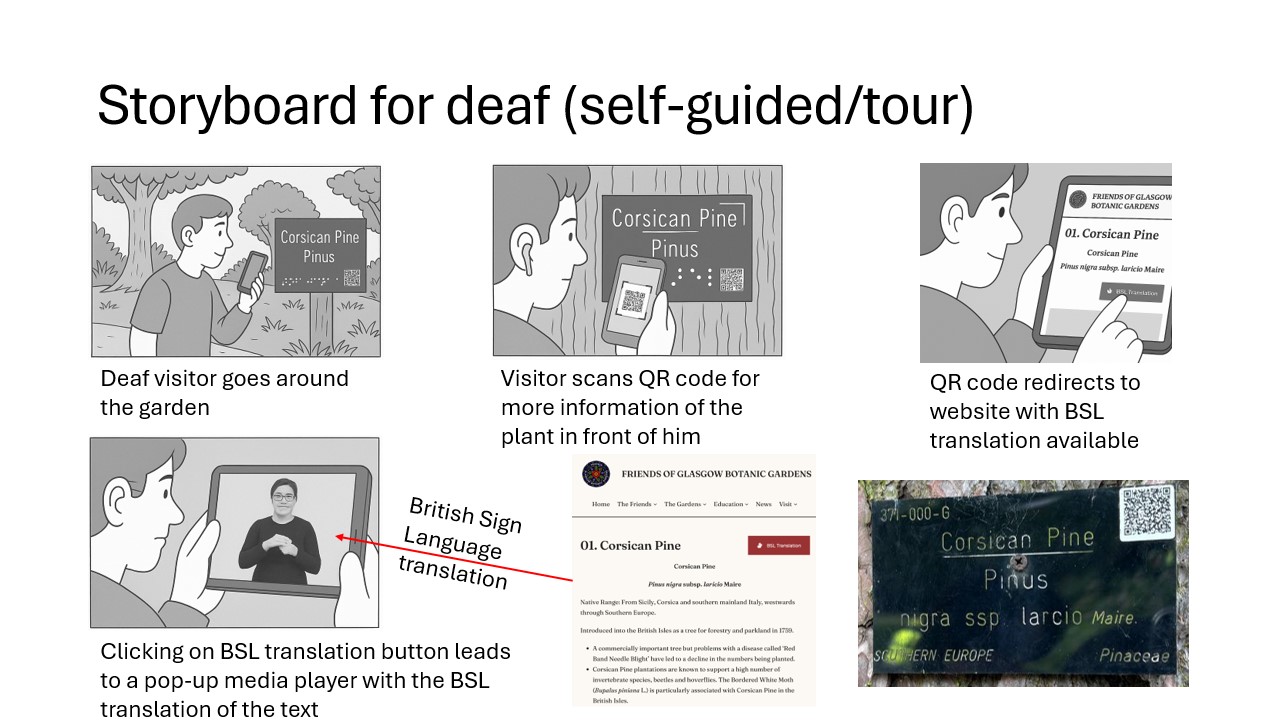 Storyboard for deaf (self-guided/tour)
Corsican Pine
Pinus
Deaf visitor goes around
the garden
Corsican Pine
Pinus
Visitor scans QR code for
more information of the
plant in front of him
FRIENDS OF GLASGOW
BOTANIC GARDENS
01. Corsican Pine
Corsican Pine
Pinus nigra subsp. laricio Maire
BSL Translation
QR code redirects to
website with BSL
translation available
Clicking on BSL translation button leads
to a pop-up media player with the BSL
translation of the text
British Sign
Language
translation
FRIENDS OF GLASGOW BOTANIC GARDENS
Home The Friends The Gardens Education News Visit
01. Corsican Pine
BSL Translation
Corsican Pine
Pinus nigra subsp. laricio Maire
Native Range: From Sicily, Corsica and southern mainland Italy, westwards
through Southern Europe.
Introduced into the British Isles as a tree for forestry and parkland in 1759.
• A commercially important tree but problems with a disease called 'Red
Band Needle Blight' have led to a decline in the numbers being planted.
• Corsican Pine plantations are known to support a high number of
invertebrate species, beetles and hoverflies. The Bordered White Moth
(Bupalus piniana L.) is particularly associated with Corsican Pine in the
British Isles.
371-000-G
Corsican Pine
Pinus
nigra ssp larcio Maire.
SOUTHERN EUROPE Pinaceae